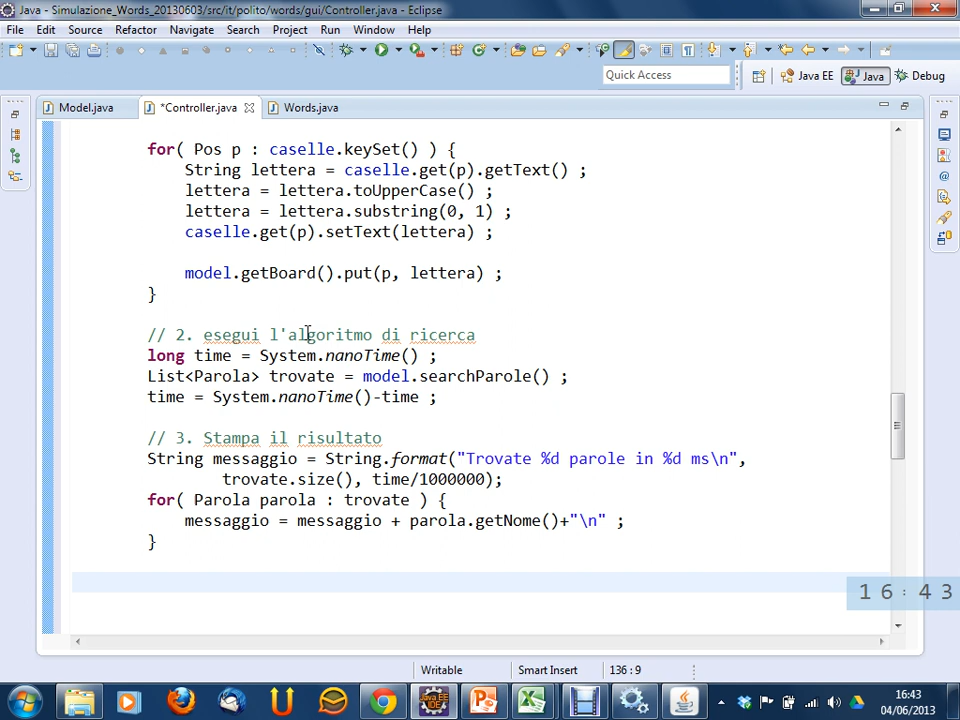 Java - Simulazione_Words_20130603/src/it/polito/words/gui/Controller.java - Eclipse
File Edit Source Refactor Navigate Search Project Run Window Help
Quick Access Java EE Java Debug
Model.java *Controller.java Words.java
for( Pos p : caselle.keySet() ) {
String lettera = caselle.get(p).getText() ;
lettera = lettera.toUpperCase() ;
lettera = lettera.substring(0, 1) ;
caselle.get(p).setText(lettera) ;
model.getBoard().put(p, lettera) ;
}
// 2. esegui l'algoritmo di ricerca
long time = System.nanoTime() ;
List<Parola> trovate = model.searchParole() ;
time = System.nanoTime()-time ;
// 3. Stampa il risultato
String messaggio = String.format("Trovate %d parole in %d ms\n",
trovate.size(), time/1000000);
for( Parola parola : trovate ) {
messaggio = messaggio + parola.getNome()+"\n" ;
}
16:43
Writable Smart Insert 136 : 9
16:43
04/06/2013